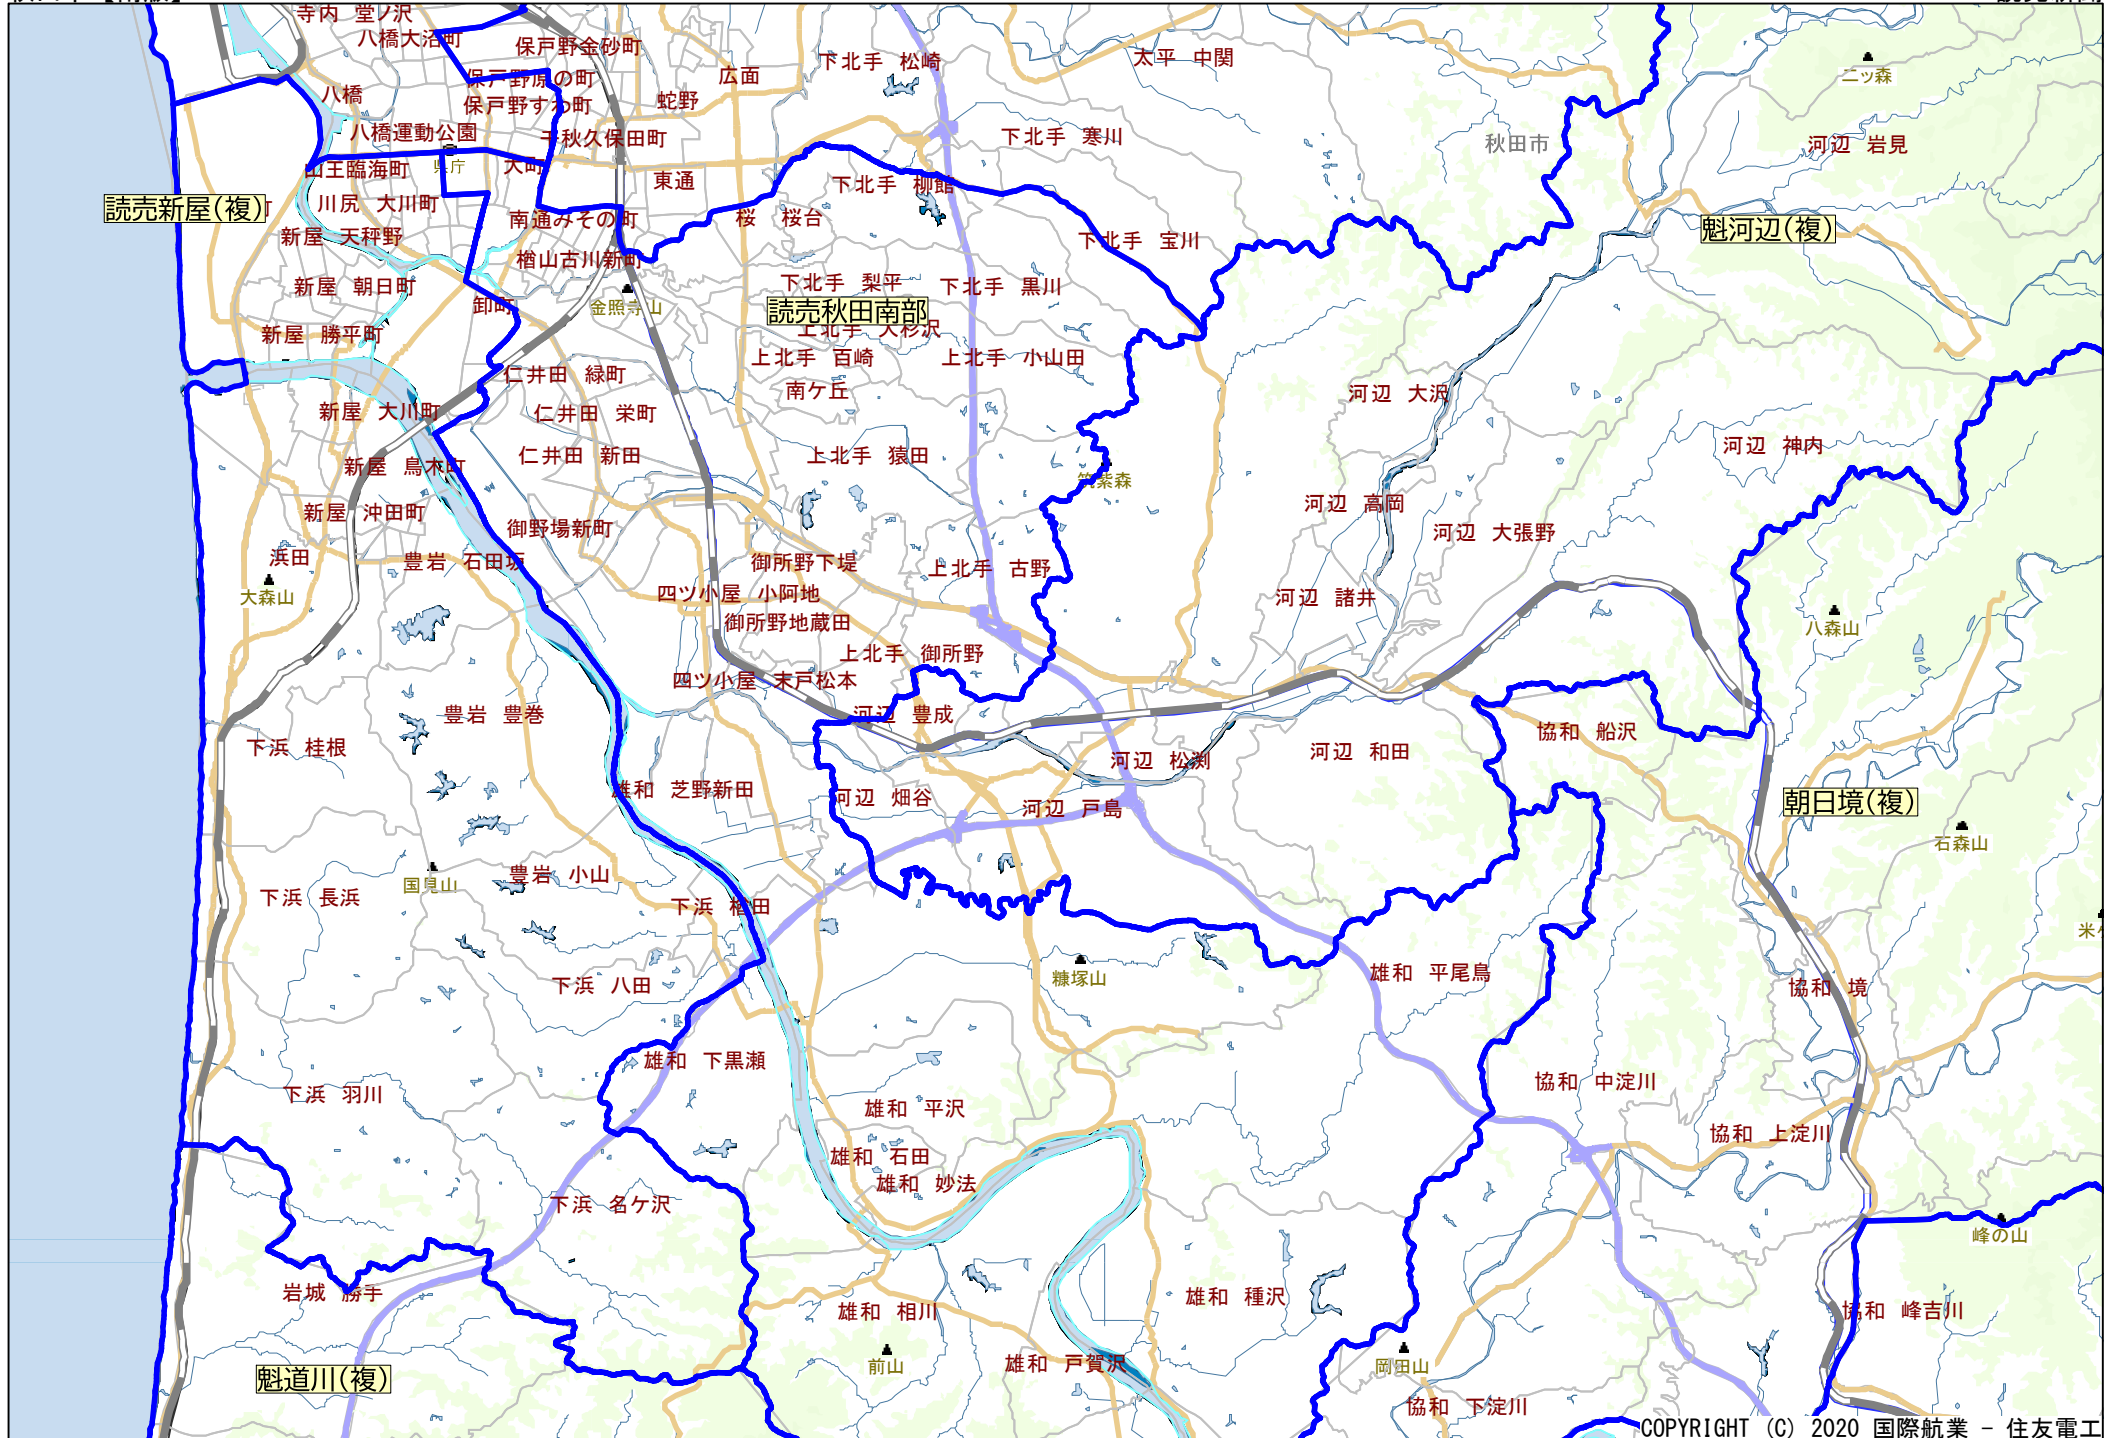 寺内 堂ノ沢
八橋大沼町
保戸野金砂町
保戸野原の町
保戸野すわ町
八橋
八橋運動公園
千秋久保田町
蛇野
広面
下北手 松崎
太平 中関
二ッ森
秋田市
河辺 岩見
下北手 寒川
山王臨海町
県庁
大町
東通
下北手 柳館
読売新屋(複)
川尻 大川町
南通みその町
桜 桜台
魁河辺(複)
新屋 天秤野
楢山古川新町
下北手 宝川
新屋 朝日町
卸町
金照寺山
下北手 梨平
下北手 黒川
読売秋田南部
新屋 勝平町
上北手 大杉沢
上北手 百崎
上北手 小山田
仁井田 緑町
南ケ丘
河辺 大沢
新屋 大川町
仁井田 栄町
河辺 神内
新屋 鳥木町
仁井田 新田
上北手 猿田
筑紫森
新屋 沖田町
御野場新町
河辺 高岡
河辺 大張野
浜田
豊岩 石田坂
御所野下堤
上北手 古野
大森山
四ツ小屋 小阿地
河辺 諸井
御所野地蔵田
八森山
上北手 御所野
四ツ小屋 末戸松本
豊岩 豊巻
河辺 豊成
下浜 桂根
協和 船沢
河辺 松渕
河辺 和田
雄和 芝野新田
河辺 畑谷
河辺 戸島
朝日境(複)
石森山
国見山
豊岩 小山
下浜 長浜
下浜 楢田
糠塚山
雄和 平尾鳥
下浜 八田
協和 境
雄和 下黒瀬
下浜 羽川
協和 中淀川
雄和 平沢
協和 上淀川
雄和 石田
雄和 妙法
下浜 名ケ沢
峰の山
岩城 勝手
雄和 種沢
雄和 相川
協和 峰吉川
前山
雄和 戸賀沢
岡田山
魁道川(複)
協和 下淀川
COPYRIGHT (C) 2020 国際航業 - 住友電工